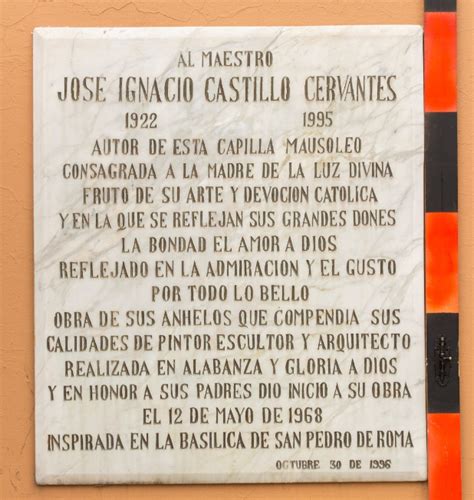 AL MAESTRO
JOSE IGNACIO CASTILLO CERVANTES
1922 1995
AUTOR DE ESTA CAPILLA MAUSOLEO
CONSAGRADA A LA MADRE DE LA LUZ DIVINA
FRUTO DE SU ARTE Y DEVOCION CATOLICA
Y EN LA QUE SE REFLEJAN SUS GRANDES DONES
LA BONDAD EL AMOR A DIOS
REFLEJADO EN LA ADMIRACION Y EL GUSTO
POR TODO LO BELLO
OBRA DE SUS ANHELOS QUE COMPENDIA SUS
CALIDADES DE PINTOR ESCULTOR Y ARQUITECTO
REALIZADA EN ALABANZA Y GLORIA A DIOS
Y EN HONOR A SUS PADRES DIO INICIO A SU OBRA
EL 12 DE MAYO DE 1968
INSPIRADA EN LA BASILICA DE SAN PEDRO DE ROMA
OCTUBRE 30 DE 1996